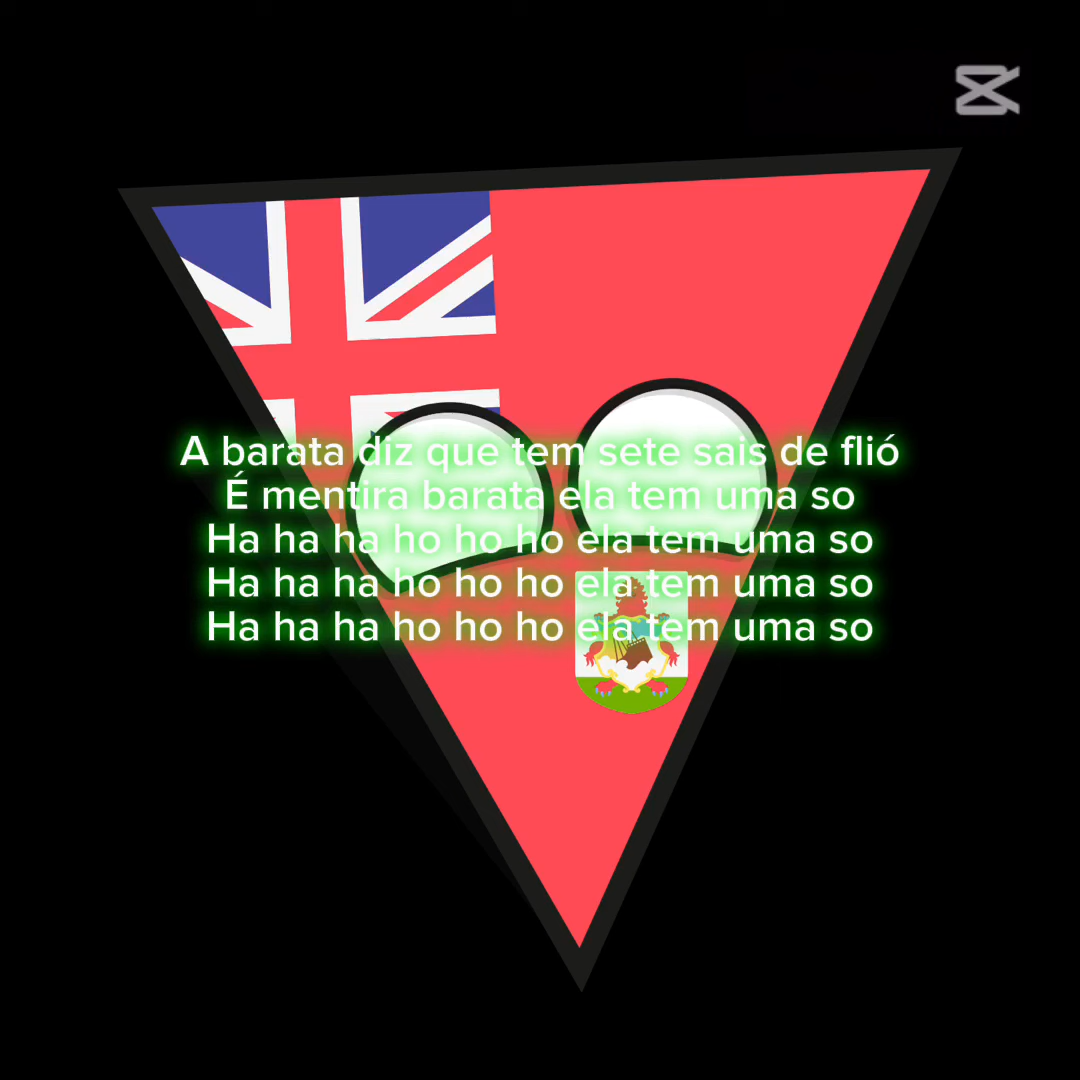 A barata diz que tem sete sais de flió
É mentira barata ela tem uma so
Ha ha ha ho ho ho ela tem uma so
Ha ha ha ho ho ho ela tem uma so
Ha ha ha ho ho ho ela tem uma so